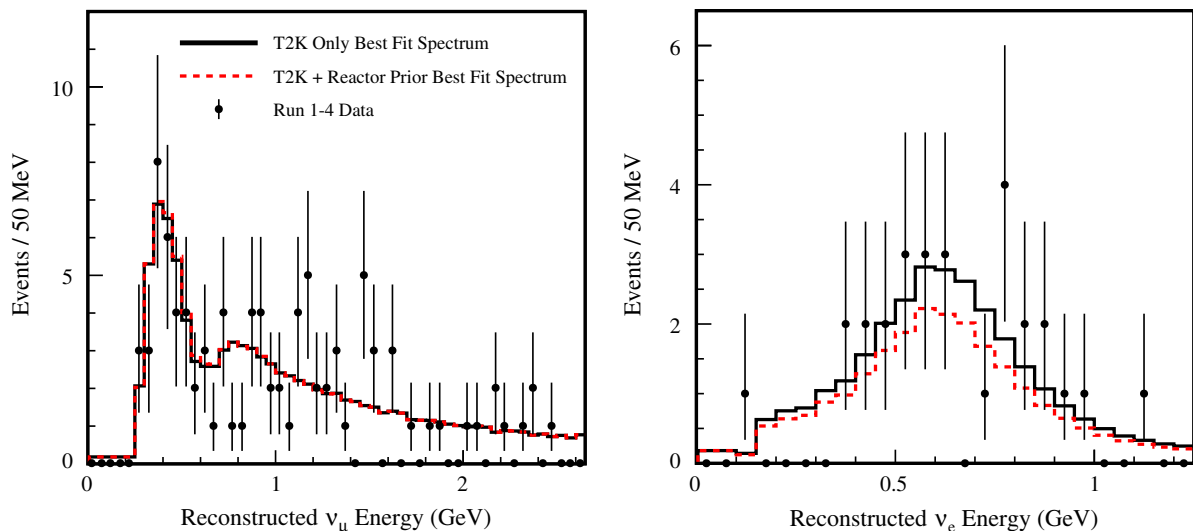 T2K Only Best Fit Spectrum
T2K + Reactor Prior Best Fit Spectrum
Run 1-4 Data
Events / 50 MeV
10
5
0
0
1
2
Reconstructed νμ Energy (GeV)
Events / 50 MeV
6
4
2
0
0
0.5
1
Reconstructed νe Energy (GeV)